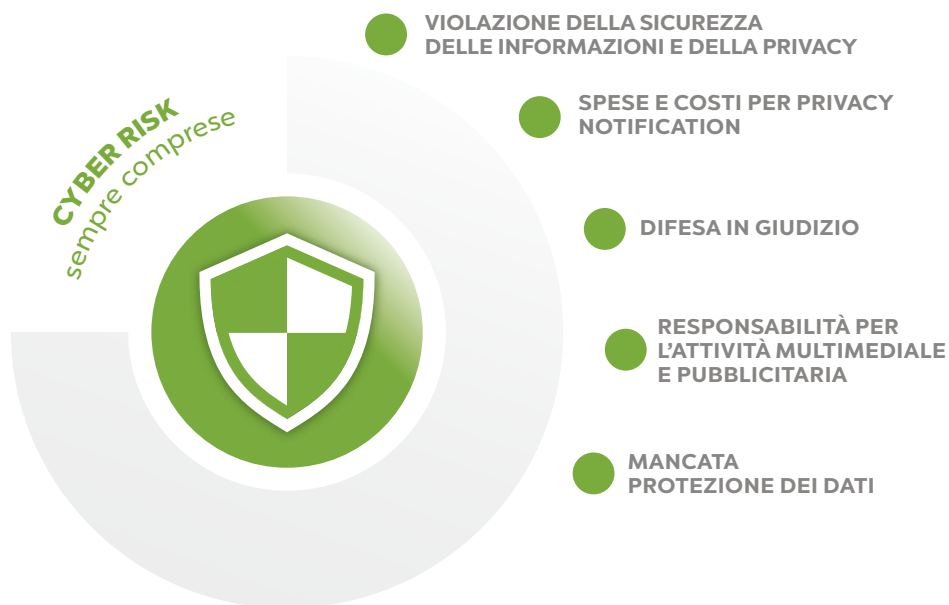 VIOLAZIONE DELLA SICUREZZA
DELLE INFORMAZIONI E DELLA PRIVACY
SPESE E COSTI PER PRIVACY
NOTIFICATION
CYBER RISK
sempre comprese
DIFESA IN GIUDIZIO
RESPONSABILITÀ PER
L’ATTIVITÀ MULTIMEDIALE
E PUBBLICITARIA
MANCATA
PROTEZIONE DEI DATI